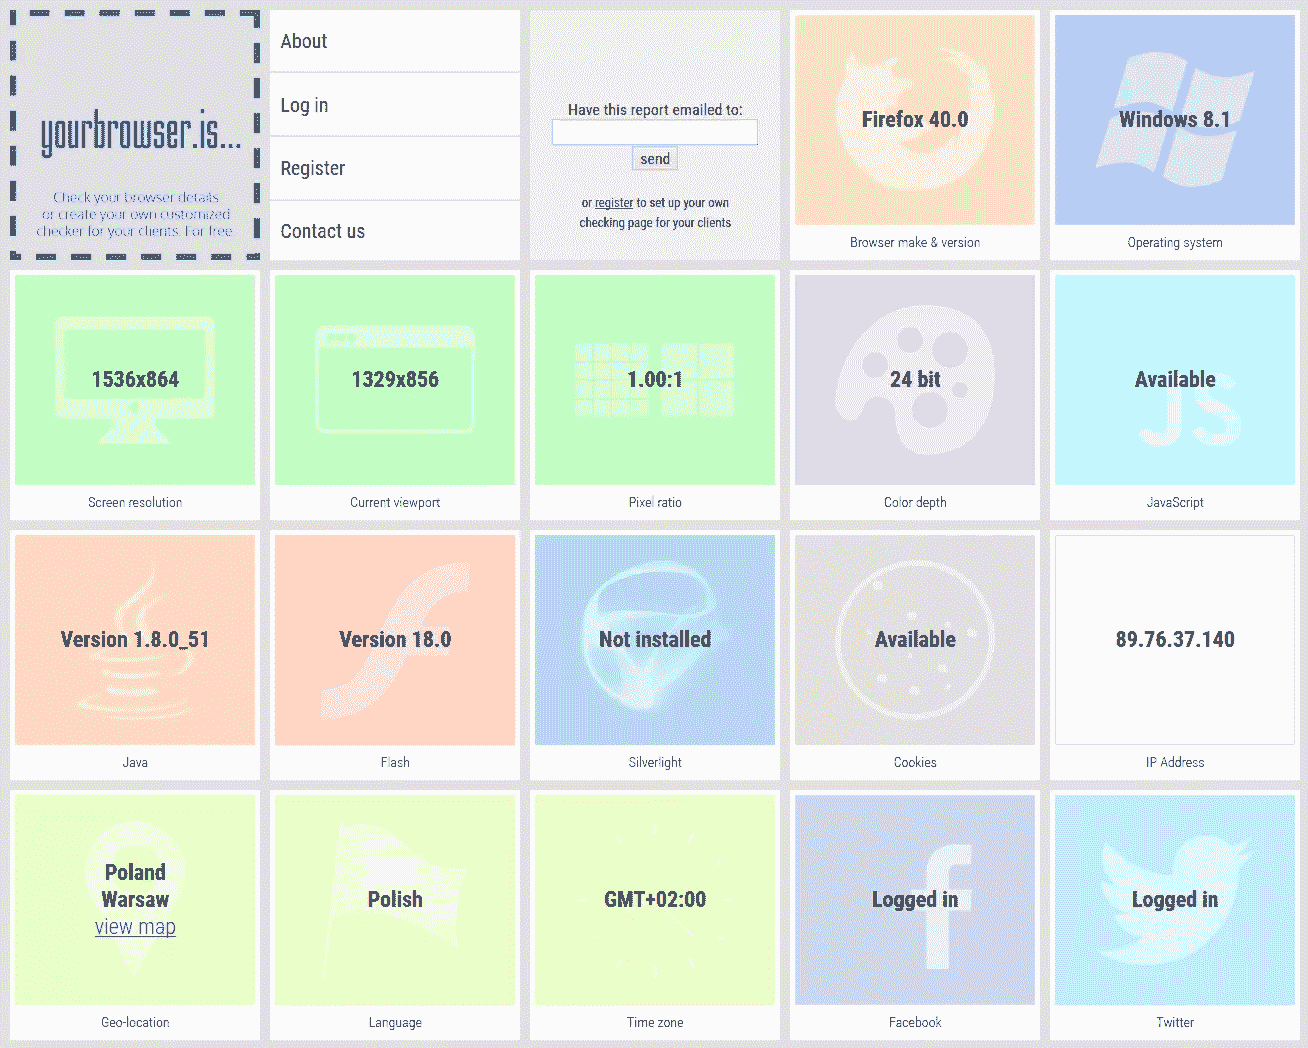 yourbrowser.is...
Check your browser details
or create your own customized
checker for your clients. For free.
About
Log in
Register
Contact us
Have this report emailed to:
send
or register to set up your own
checking page for your clients
Firefox 40.0
Browser make & version
Windows 8.1
Operating system
1536x864
Screen resolution
1329x856
Current viewport
1.00:1
Pixel ratio
24 bit
Color depth
Available
JS
JavaScript
Version 1.8.0_51
Java
Version 18.0
Flash
Not installed
Silverlight
Available
Cookies
89.76.37.140
IP Address
Poland
Warsaw
view map
Geo-location
Polish
Language
GMT+02:00
Time zone
Logged in
Facebook
Logged in
Twitter